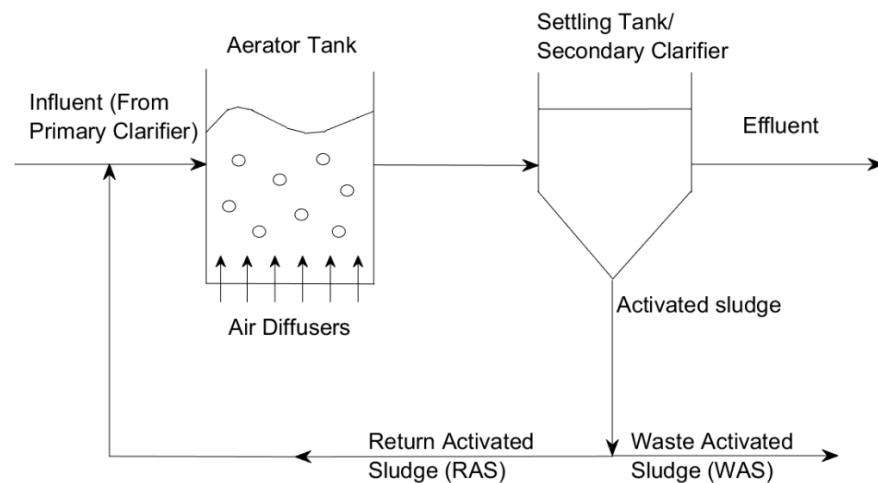 Settling Tank/
Secondary Clarifier
Aerator Tank
Influent (From
Primary Clarifier)
Effluent
Air Diffusers
Activated sludge
Return Activated
Sludge (RAS)
Waste Activated
Sludge (WAS)